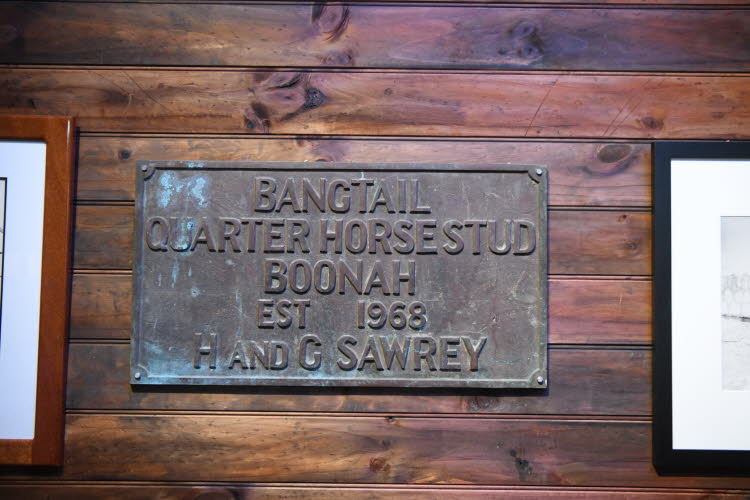 BANGTAIL
QUARTER HORSE STUD
BOONAH
EST 1968
H AND G SAWREY